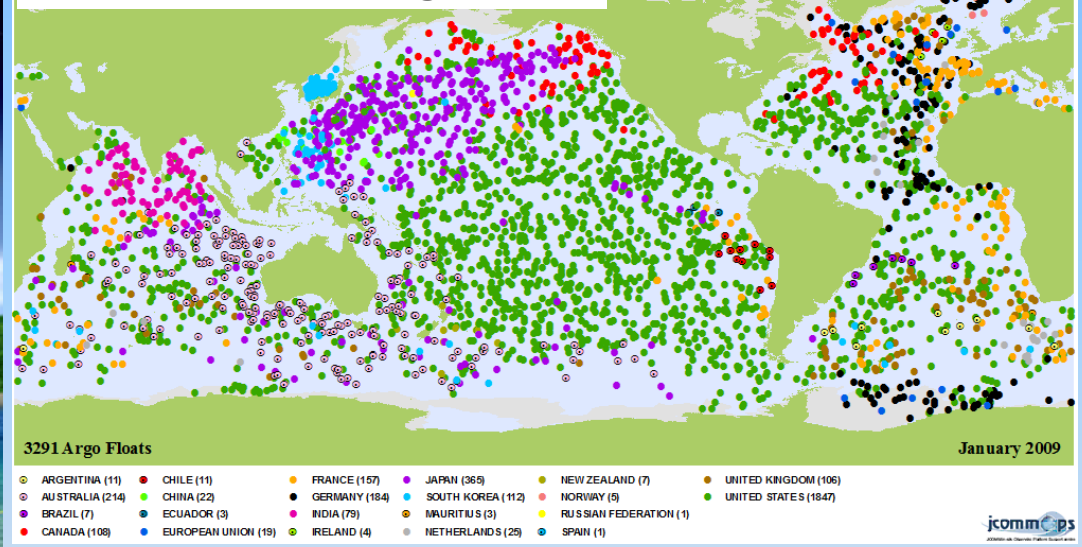 3291 Argo Floats
January 2009
ARGENTINA (11) CHILE (11) FRANCE (157) JAPAN (365) NEW ZEALAND (7) UNITED KINGDOM (106)
AUSTRALIA (214) CHINA (22) GERMANY (184) SOUTH KOREA (112) NORWAY (5) UNITED STATES (1847)
BRAZIL (7) ECUADOR (3) INDIA (79) MAURITIUS (3) RUSSIAN FEDERATION (1)
CANADA (108) EUROPEAN UNION (19) IRELAND (4) NETHERLANDS (25) SPAIN (1)
jcommops